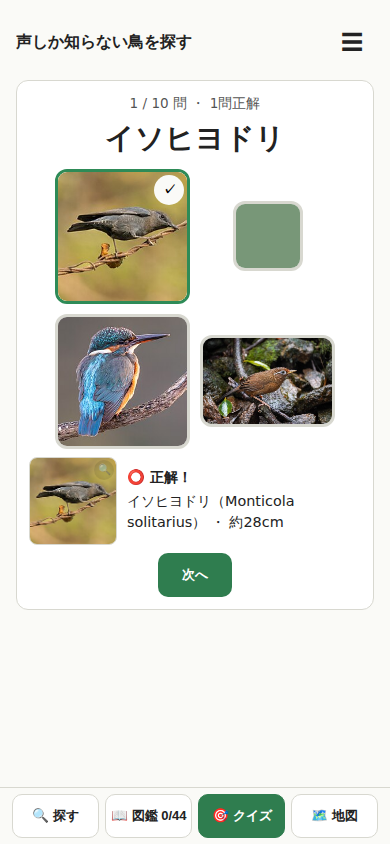 声しか知らない鳥を探す
☰
1 / 10 問 ・ 1問正解
イソヒヨドリ
✓
⭕ 正解！
イソヒヨドリ（Monticola
solitarius） ・ 約28cm
次へ
🔍 探す
📖 図鑑 0/44
🎯 クイズ
🗺️ 地図